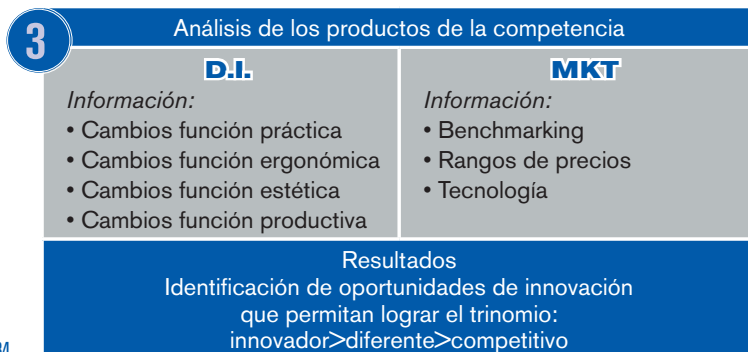 3
Análisis de los productos de la competencia
D.I.
Información:
• Cambios función práctica
• Cambios función ergonómica
• Cambios función estética
• Cambios función productiva
MKT
Información:
• Benchmarking
• Rangos de precios
• Tecnología
Resultados
Identificación de oportunidades de innovación
que permitan lograr el trinomio:
innovador>diferente>competitivo